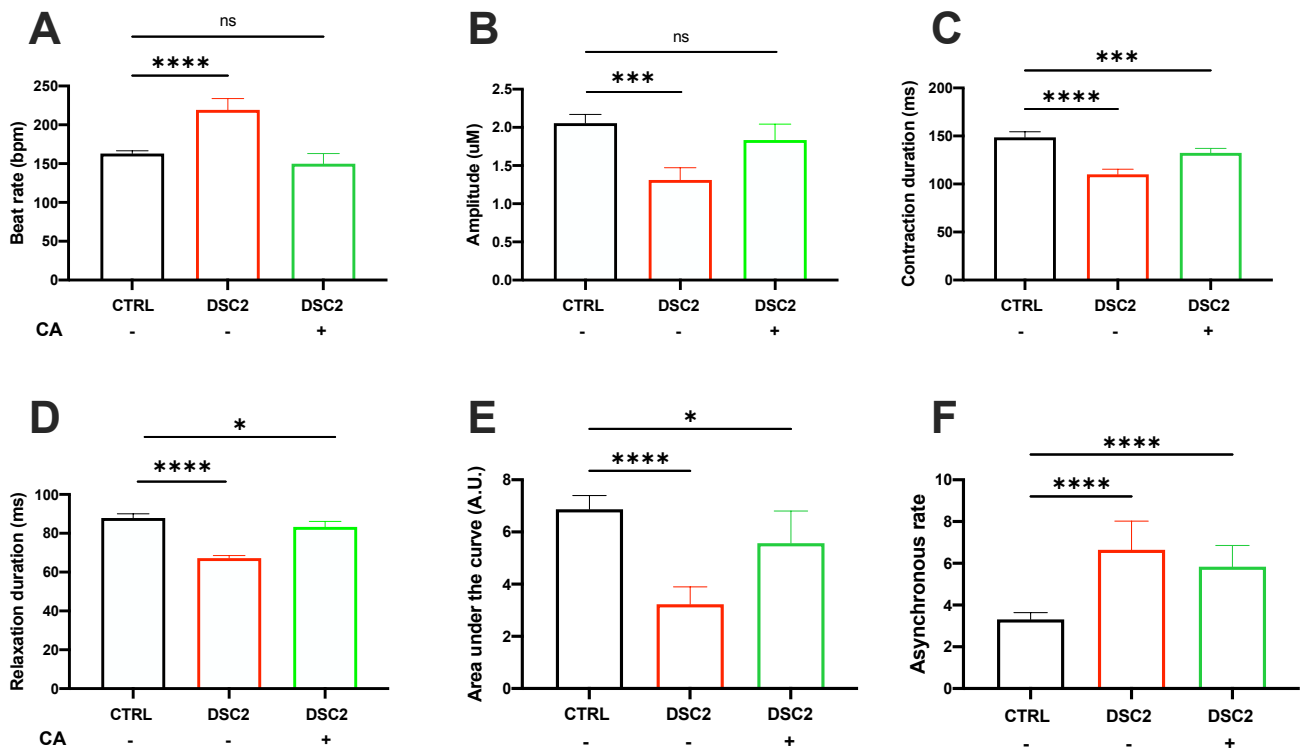 A
ns
****
Beat rate (bpm)
250
200
150
100
50
0
CTRL DSC2 DSC2
CA - - +
B
ns
***
Amplitude (uM)
2.5
2.0
1.5
1.0
0.5
0.0
CTRL DSC2 DSC2
- - +
C
***
****
Contraction duration (ms)
200
150
100
50
0
CTRL DSC2 DSC2
- - +
D
*
****
Relaxation duration (ms)
100
80
60
40
20
0
CTRL DSC2 DSC2
CA - - +
E
*
****
Area under the curve (A.U.)
8
6
4
2
0
CTRL DSC2 DSC2
- - +
F
****
****
Asynchronous rate
10
8
6
4
2
0
CTRL DSC2 DSC2
- - +